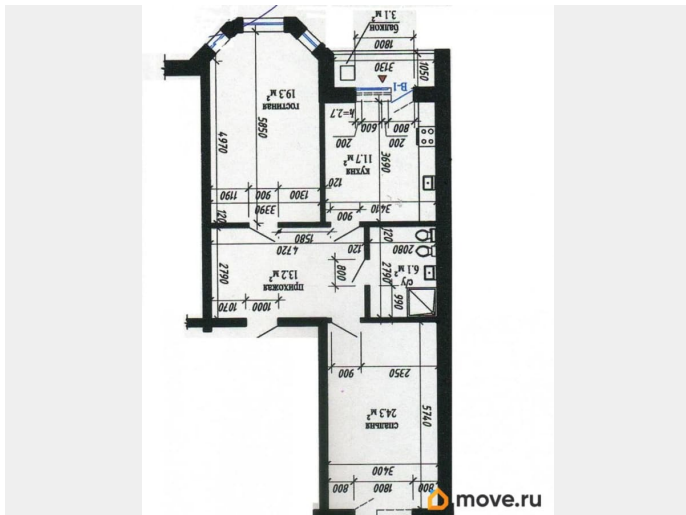 балкон
3.1 м²
1800
3130
1050
В-1
гостиная
19.3 м²
5850
4970
h=2.7
600
800
200
200
кухня
11.7 м²
3690
120
1190
900
1300
3390
120
900
3410
1580
4720
120
120
2080
2790
прихожая
13.2 м²
800
2790
с/у
6.1 м²
990
1070
1000
900
2350
спальня
24.3 м²
5740
3400
800
1800
800
move.ru